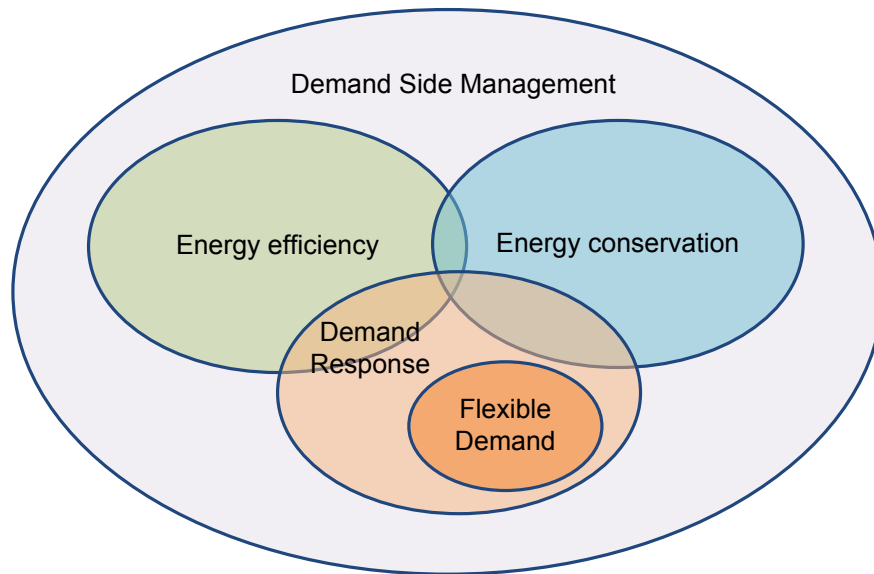 Demand Side Management
Energy efficiency
Energy conservation
Demand
Response
Flexible
Demand